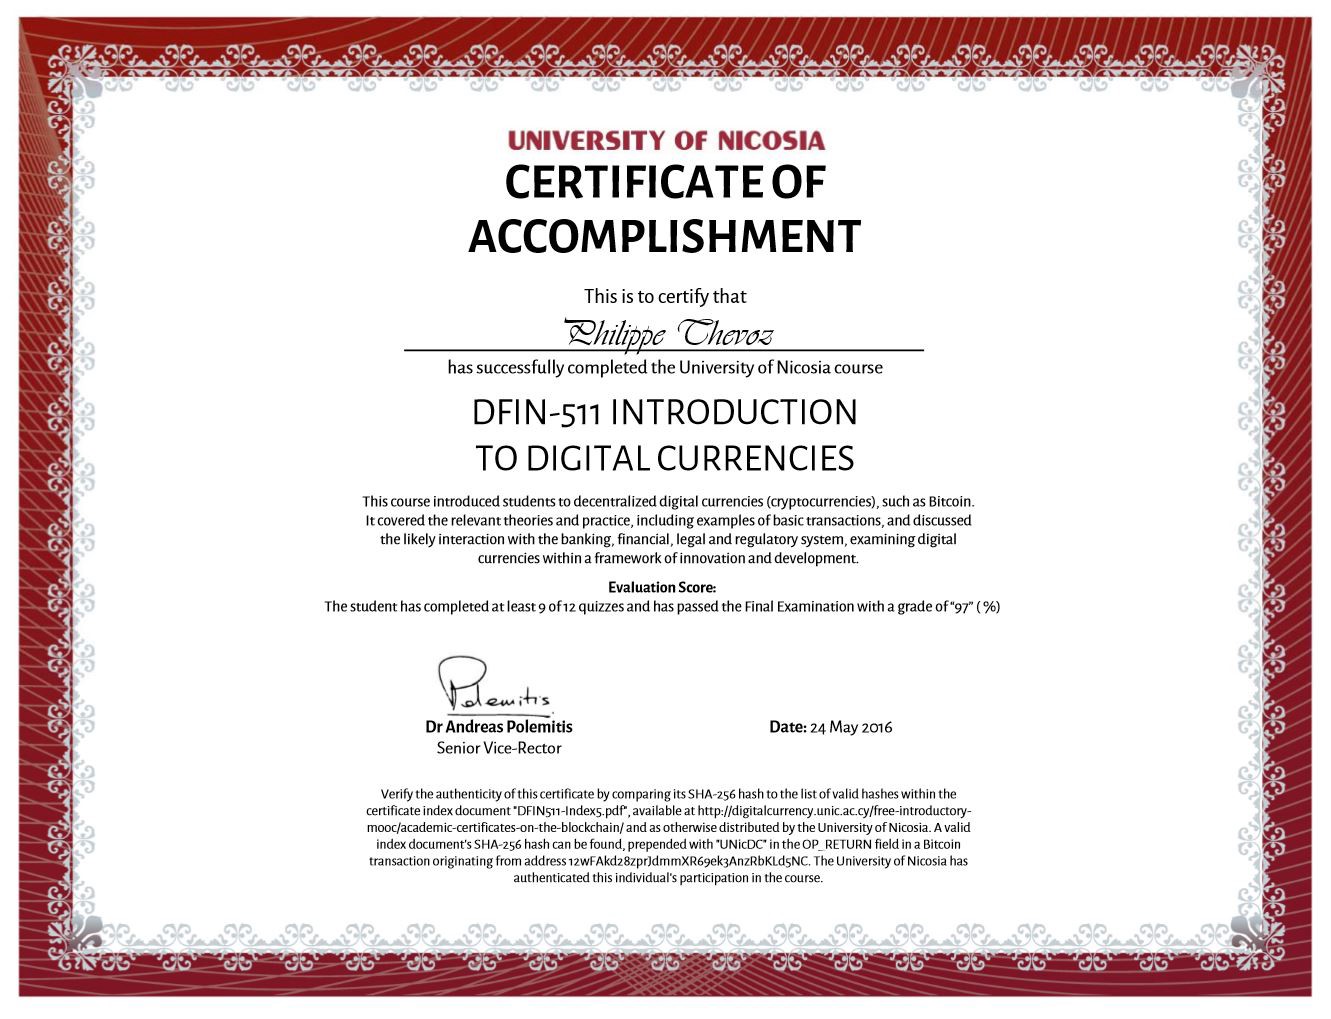 UNIVERSITY OF NICOSIA
CERTIFICATE OF
ACCOMPLISHMENT
This is to certify that
Philippe Thevoz
has successfully completed the University of Nicosia course
DFIN-511 INTRODUCTION
TO DIGITAL CURRENCIES
This course introduced students to decentralized digital currencies (cryptocurrencies), such as Bitcoin.
It covered the relevant theories and practice, including examples of basic transactions, and discussed
the likely interaction with the banking, financial, legal and regulatory system, examining digital
currencies within a framework of innovation and development.
Evaluation Score:
The student has completed at least 9 of 12 quizzes and has passed the Final Examination with a grade of "97" ( %)
Polemitis
Dr Andreas Polemitis
Senior Vice-Rector
Date: 24 May 2016
Verify the authenticity of this certificate by comparing its SHA-256 hash to the list of valid hashes within the
certificate index document "DFIN511-Index5.pdf", available at http://digitalcurrency.unic.ac.cy/free-introductory-
mooc/academic-certificates-on-the-blockchain/ and as otherwise distributed by the University of Nicosia. A valid
index document's SHA-256 hash can be found, prepended with "UNicDC" in the OP_RETURN field in a Bitcoin
transaction originating from address 12wFAkd28zprJdmmXR69ek3AnzRbKLd5NC. The University of Nicosia has
authenticated this individual's participation in the course.